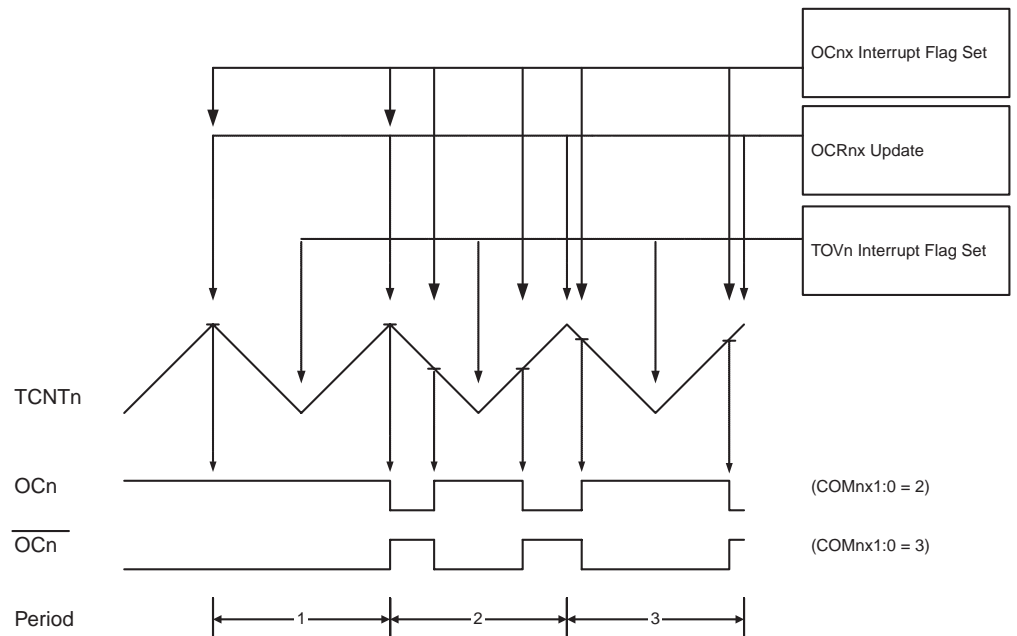 OCnx Interrupt Flag Set
OCRnx Update
TOVn Interrupt Flag Set
TCNTn
OCn
(COMnx1:0 = 2)
OCn
(COMnx1:0 = 3)
Period
1
2
3